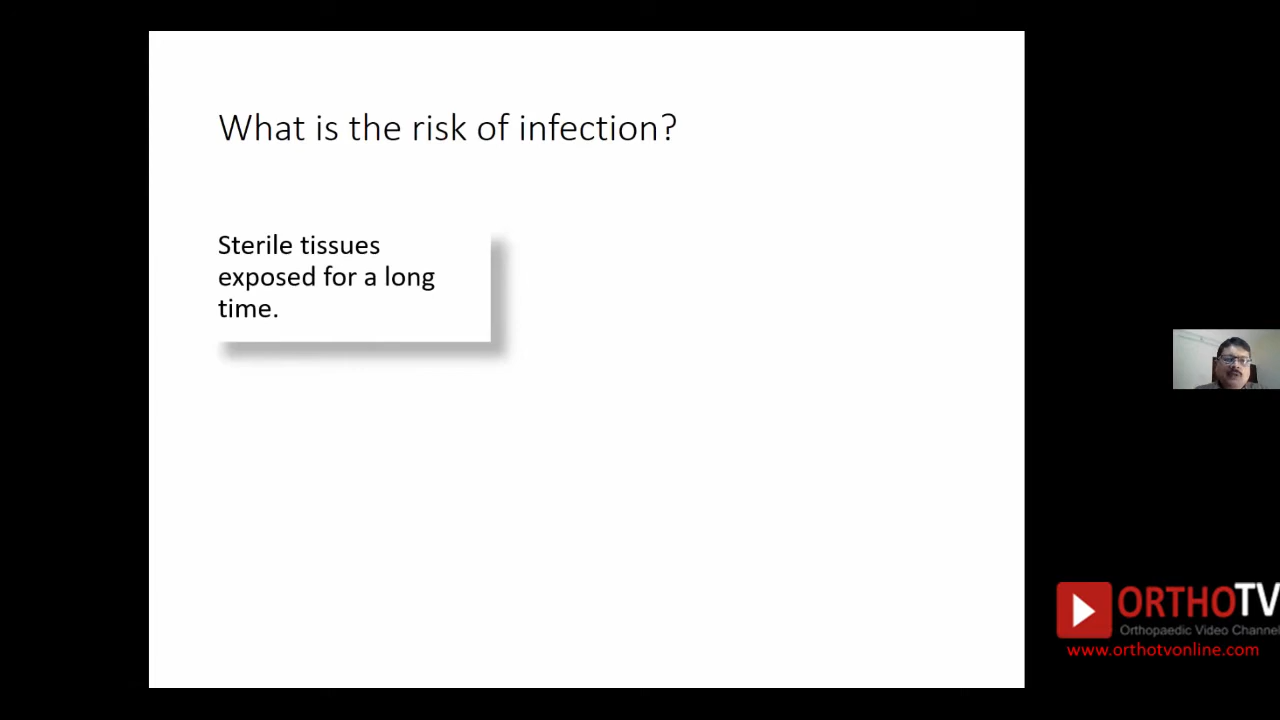 What is the risk of infection?
Sterile tissues
exposed for a long
time.
ORTHOTV
Orthopaedic Video Channel
www.orthotvonline.com